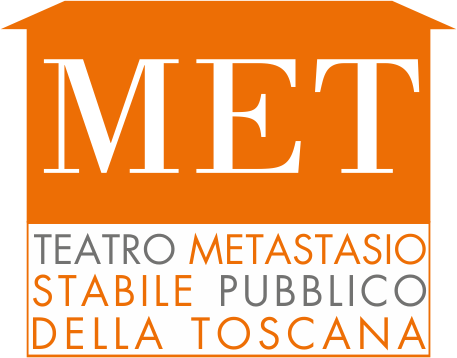 MET
TEATRO METASTASIO
STABILE PUBBLICO
DELLA TOSCANA